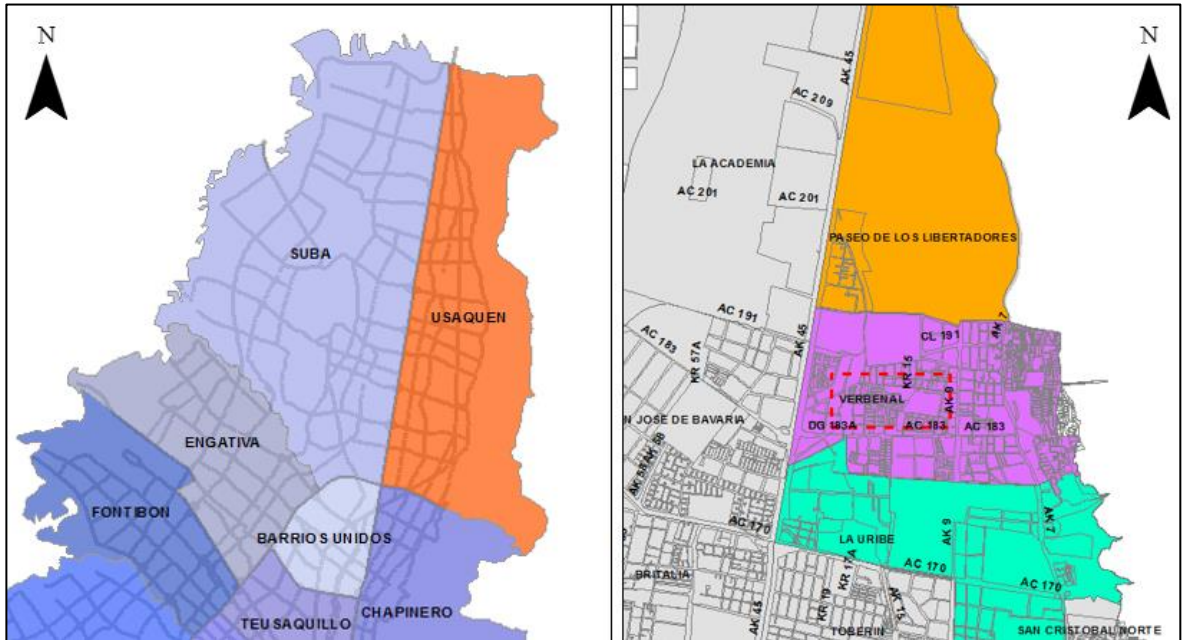 N
SUBA
USAQUEN
ENGATIVA
FONTIBON
BARRIOS UNIDOS
TEUSAQUILLO
CHAPINERO
N
AK 45
AC 209
LA ACADEMIA
AC 201
AC 201
PASEO DE LOS LIBERTADORES
AC 191
AK 45
AK 7
CL 191
AC 183
KR 57A
KR 15
VERBENAL
AK 9
N JOSE DE BAVARIA
DG 183A
AC 183
AC 183
AK 58
AC 170
LA URIBE
AK 9
AK 7
BRITALIA
KR 17A
AC 170
AC 170
AK 45
KR 19
TOBERIN
SAN CRISTOBAL NORTE